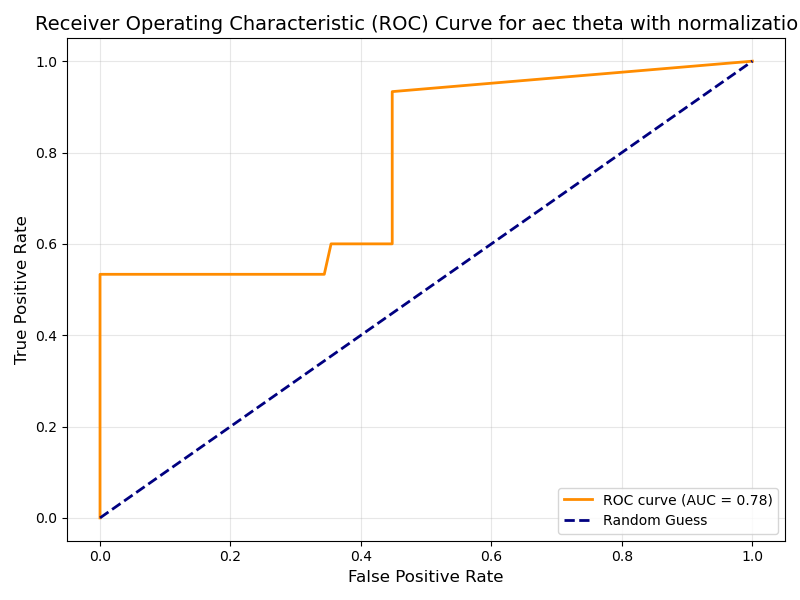 Receiver Operating Characteristic (ROC) Curve for aec theta with normalizatio
1.0
0.8
0.6
0.4
0.2
0.0
True Positive Rate
0.0 0.2 0.4 0.6 0.8 1.0
False Positive Rate
ROC curve (AUC = 0.78)
Random Guess